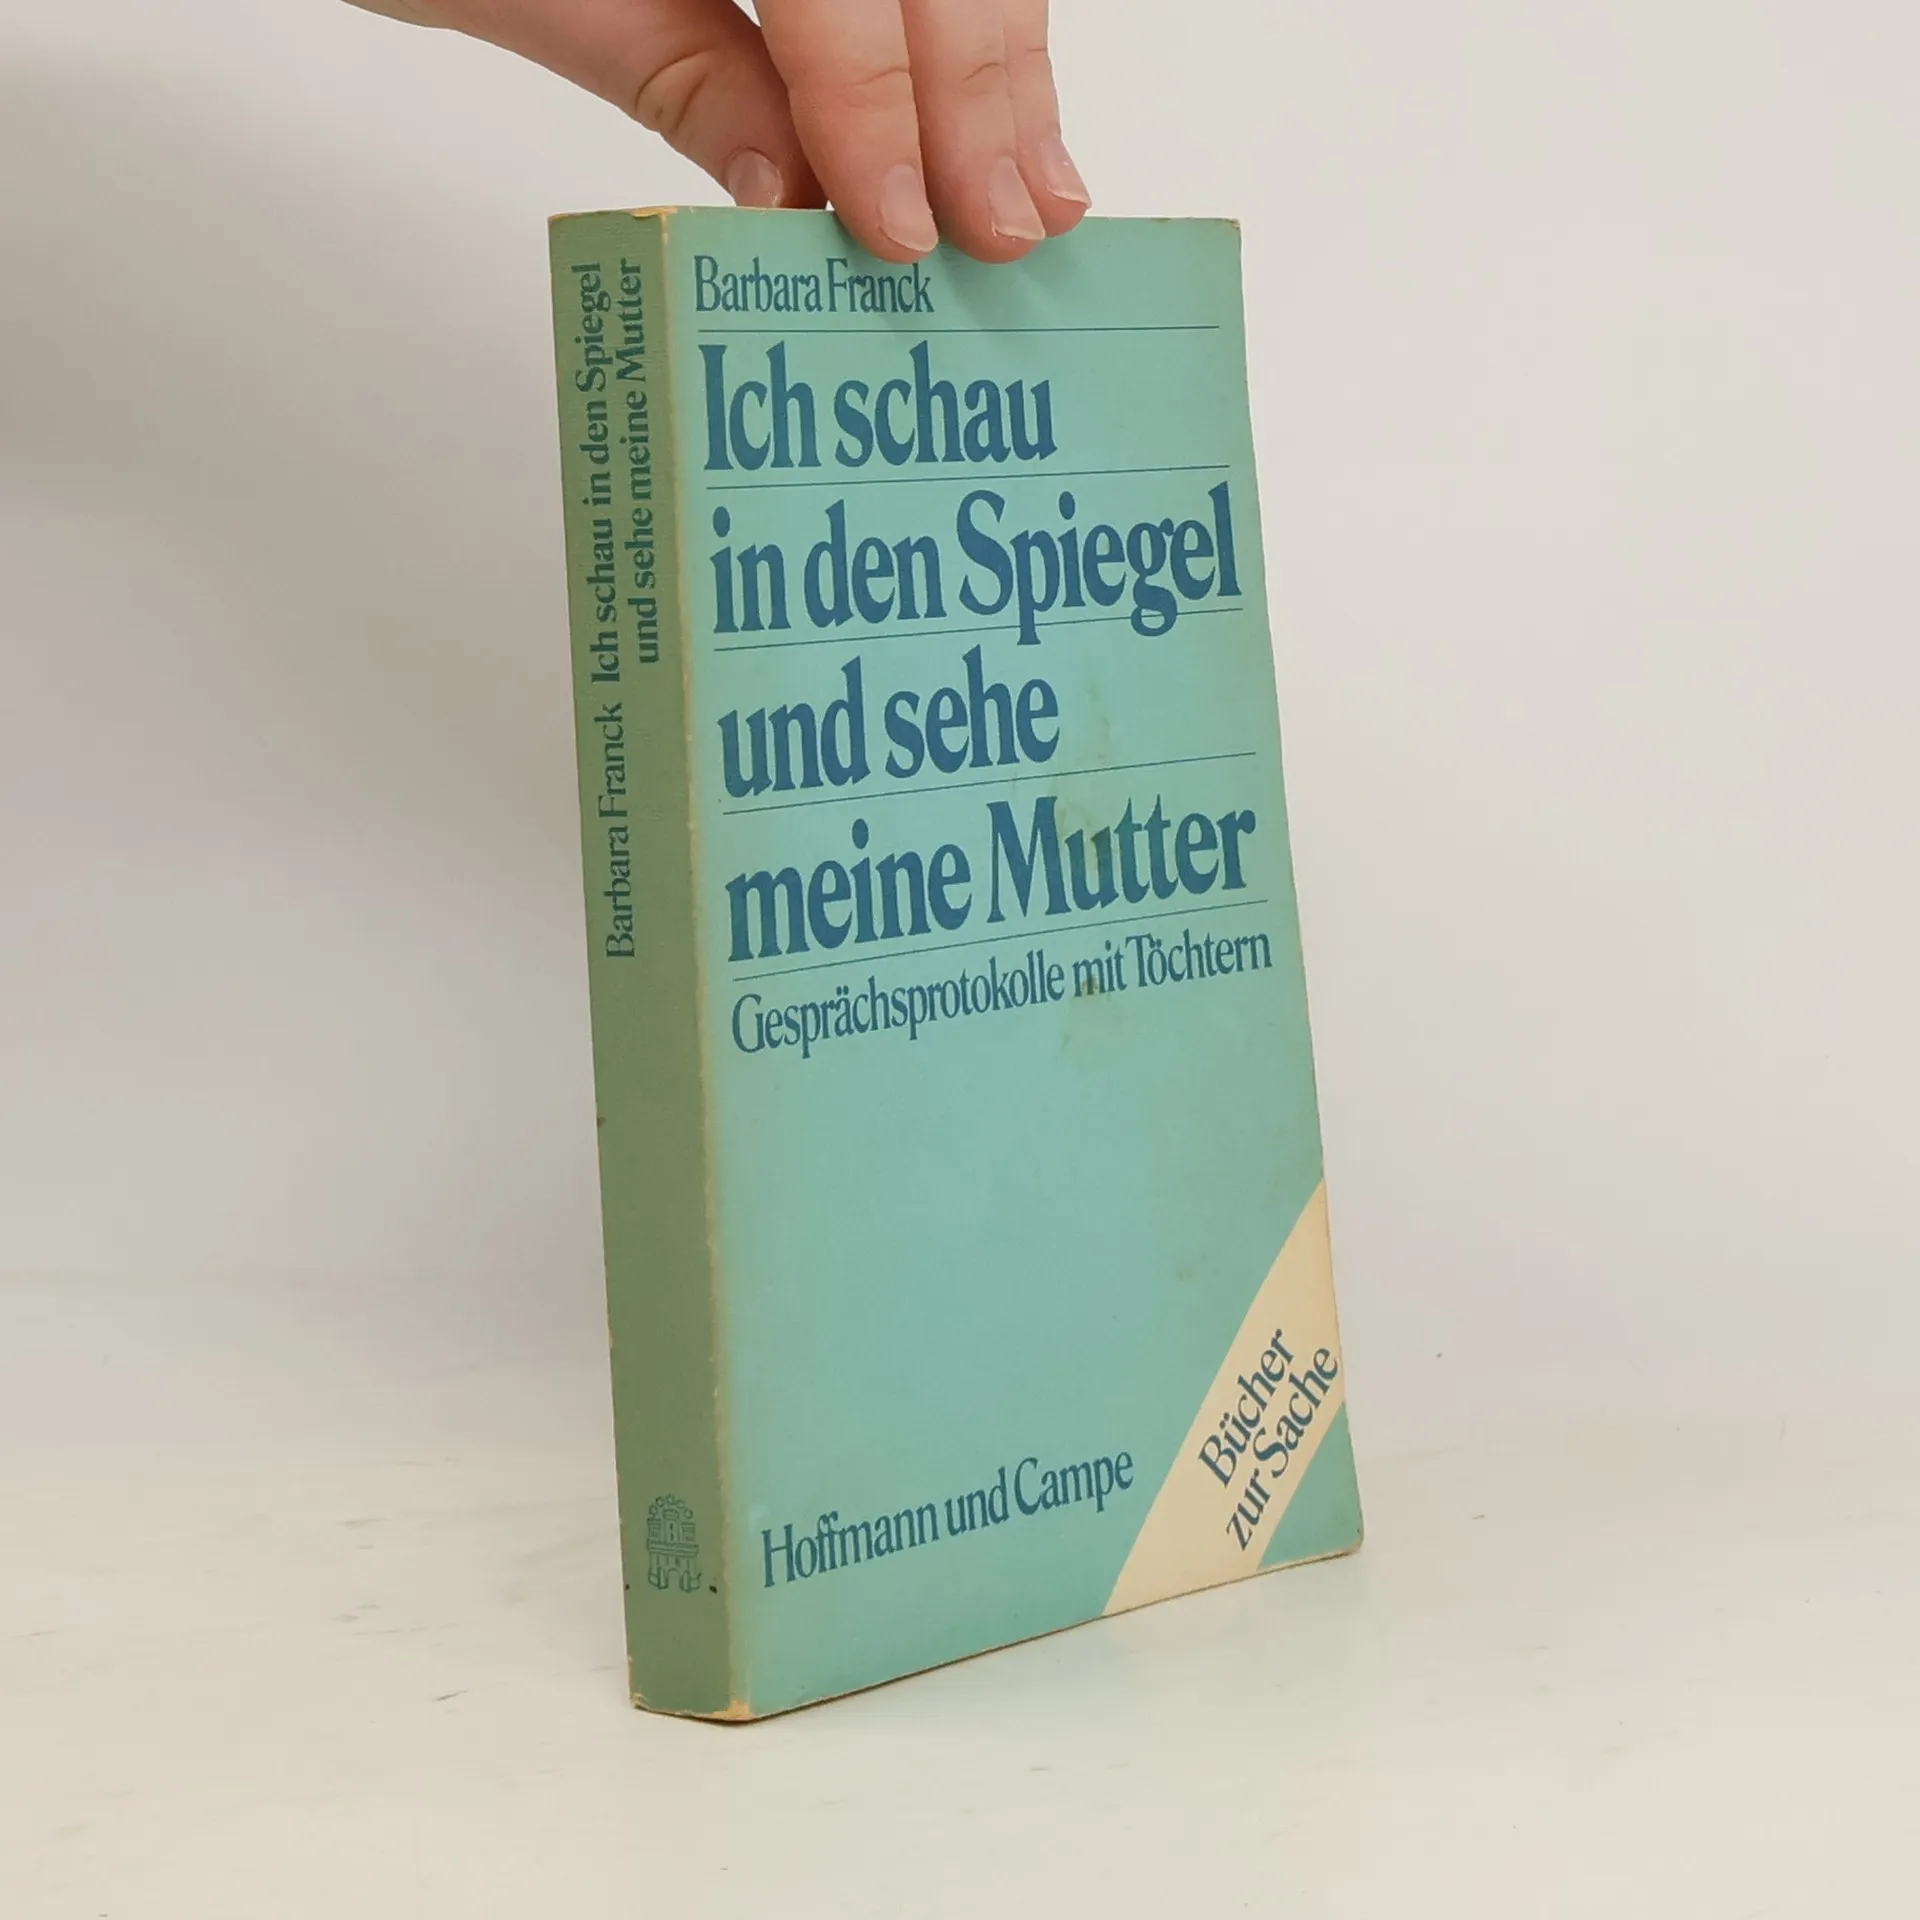 Barbara Franck
Ich schau
in den Spiegel
und sehe
meine Mutter
Gesprächsprotokolle mit Töchtern
Hoffmann und Campe
Bücher
zur Sache
Barbara Franck Ich schau in den Spiegel
und sehe meine Mutter